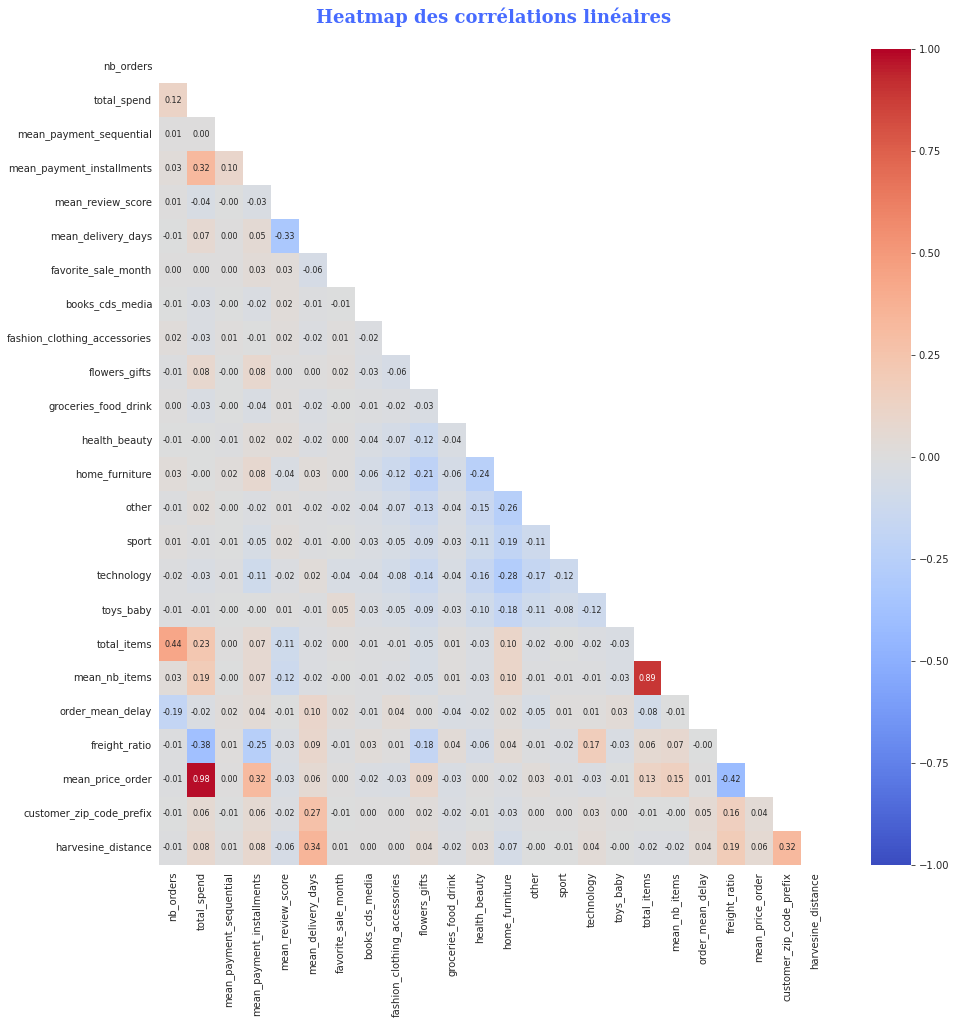 Heatmap des corrélations linéaires
nb_orders
total_spend 0.12
mean_payment_sequential 0.01 0.00
mean_payment_installments 0.03 0.32 0.10
mean_review_score 0.01 -0.04 -0.00 -0.03
mean_delivery_days -0.01 0.07 0.00 0.05 -0.33
favorite_sale_month 0.00 0.00 0.00 0.03 0.03 -0.06
books_cds_media -0.01 -0.03 -0.00 -0.02 0.02 -0.01 -0.01
fashion_clothing_accessories 0.02 -0.03 0.01 -0.01 0.02 -0.02 0.01 -0.02
flowers_gifts -0.01 0.08 -0.00 0.08 0.00 0.00 0.02 -0.03 -0.06
groceries_food_drink 0.00 -0.03 -0.00 -0.04 0.01 -0.02 -0.00 -0.01 -0.02 -0.03
health_beauty -0.01 -0.00 -0.01 0.02 0.02 -0.02 0.00 -0.04 -0.07 -0.12 -0.04
home_furniture 0.03 -0.00 0.02 0.08 -0.04 0.03 0.00 -0.06 -0.12 -0.21 -0.06 -0.24
other -0.01 0.02 -0.00 -0.02 0.01 -0.02 -0.02 -0.04 -0.07 -0.13 -0.04 -0.15 -0.26
sport 0.01 -0.01 -0.01 -0.05 0.02 -0.01 -0.00 -0.03 -0.05 -0.09 -0.03 -0.11 -0.19 -0.11
technology -0.02 -0.03 -0.01 -0.11 -0.02 0.02 -0.04 -0.04 -0.08 -0.14 -0.04 -0.16 -0.28 -0.17 -0.12
toys_baby -0.01 -0.01 -0.00 -0.00 0.01 -0.01 0.05 -0.03 -0.05 -0.09 -0.03 -0.10 -0.18 -0.11 -0.08 -0.12
total_items 0.44 0.23 0.00 0.07 -0.11 -0.02 0.00 -0.01 -0.01 -0.05 0.01 -0.03 0.10 -0.02 -0.00 -0.02 -0.03
mean_nb_items 0.03 0.19 -0.00 0.07 -0.12 -0.02 -0.00 -0.01 -0.02 -0.05 0.01 -0.03 0.10 -0.01 -0.01 -0.01 -0.03 0.89
order_mean_delay -0.19 -0.02 0.02 0.04 -0.01 0.10 0.02 -0.01 0.04 0.00 -0.04 -0.02 0.02 -0.05 0.01 0.01 0.03 -0.08 -0.01
freight_ratio -0.01 -0.38 0.01 -0.25 -0.03 0.09 -0.01 0.03 0.01 -0.18 0.04 -0.06 0.04 -0.01 -0.02 0.17 -0.03 0.06 0.07 -0.00
mean_price_order -0.01 0.98 0.00 0.32 -0.03 0.06 0.00 -0.02 -0.03 0.09 -0.03 0.00 -0.02 0.03 -0.01 -0.03 -0.01 0.13 0.15 0.01 -0.42
customer_zip_code_prefix -0.01 0.06 -0.01 0.06 -0.02 0.27 -0.01 0.00 0.00 0.02 -0.02 0.01 -0.03 0.00 0.00 0.03 0.00 -0.01 -0.00 0.05 0.16 0.04
harvesine_distance -0.01 0.08 0.01 0.08 -0.06 0.34 0.01 0.00 0.00 0.04 -0.02 0.03 -0.07 -0.00 -0.01 0.04 -0.00 -0.02 -0.02 0.04 0.19 0.06 0.32
nb_orders
total_spend
mean_payment_sequential
mean_payment_installments
mean_review_score
mean_delivery_days
favorite_sale_month
books_cds_media
fashion_clothing_accessories
flowers_gifts
groceries_food_drink
health_beauty
home_furniture
other
sport
technology
toys_baby
total_items
mean_nb_items
order_mean_delay
freight_ratio
mean_price_order
customer_zip_code_prefix
harvesine_distance
1.00
0.75
0.50
0.25
0.00
−0.25
−0.50
−0.75
−1.00